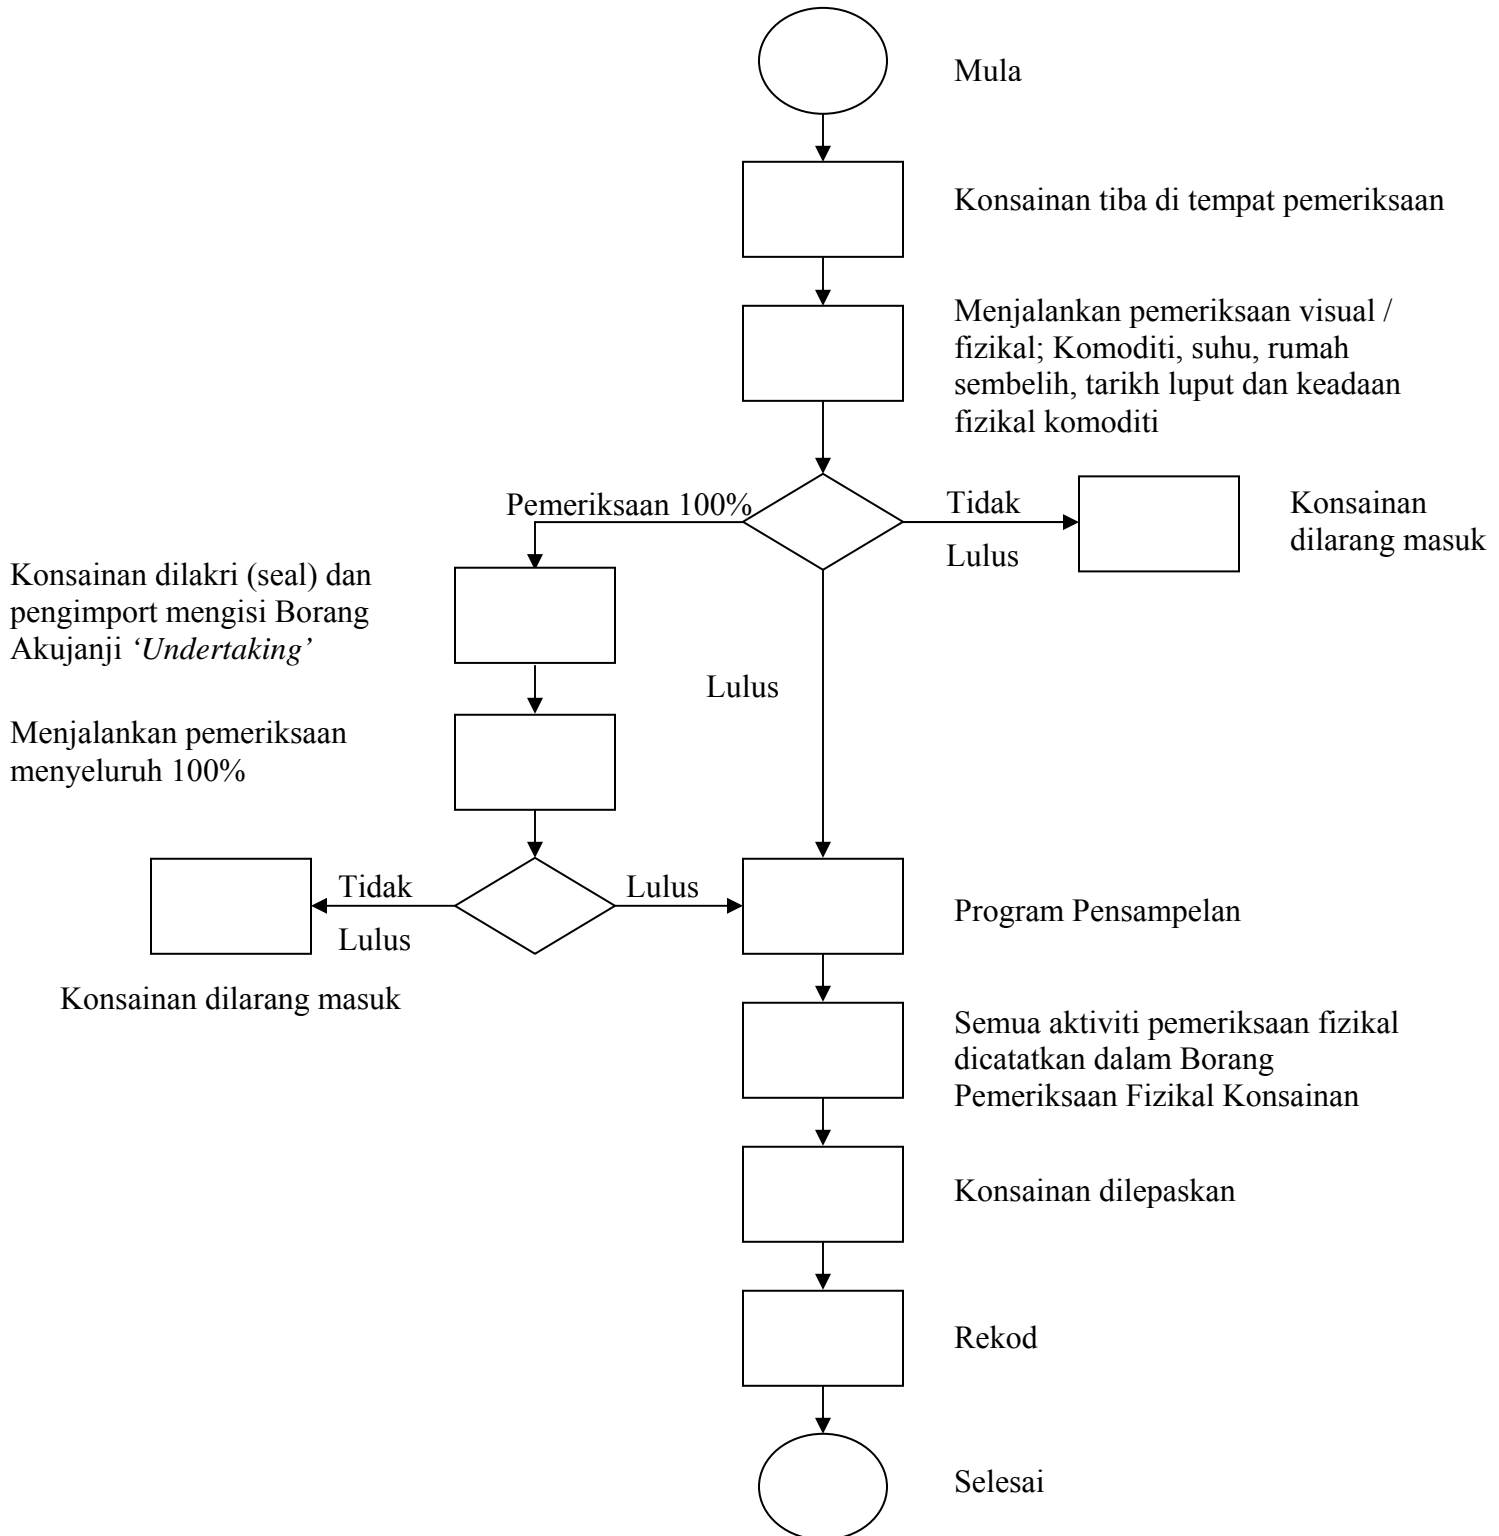 Mula
Konsainan tiba di tempat pemeriksaan
Menjalankan pemeriksaan visual /
fizikal; Komoditi, suhu, rumah
sembelih, tarikh luput dan keadaan
fizikal komoditi
Pemeriksaan 100%
Tidak
Lulus
Konsainan
dilarang masuk
Konsainan dilakri (seal) dan
pengimport mengisi Borang
Akujanji ‘Undertaking’
Lulus
Menjalankan pemeriksaan
menyeluruh 100%
Tidak
Lulus
Lulus
Konsainan dilarang masuk
Program Pensampelan
Semua aktiviti pemeriksaan fizikal
dicatatkan dalam Borang
Pemeriksaan Fizikal Konsainan
Konsainan dilepaskan
Rekod
Selesai